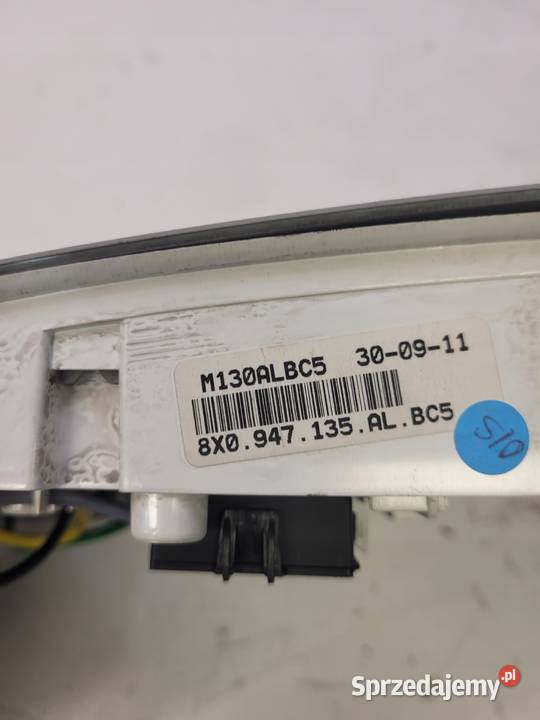 M130ALBC5 30-09-11
8X0.947.135.AL.BC5
S10
Sprzedajemy.pl